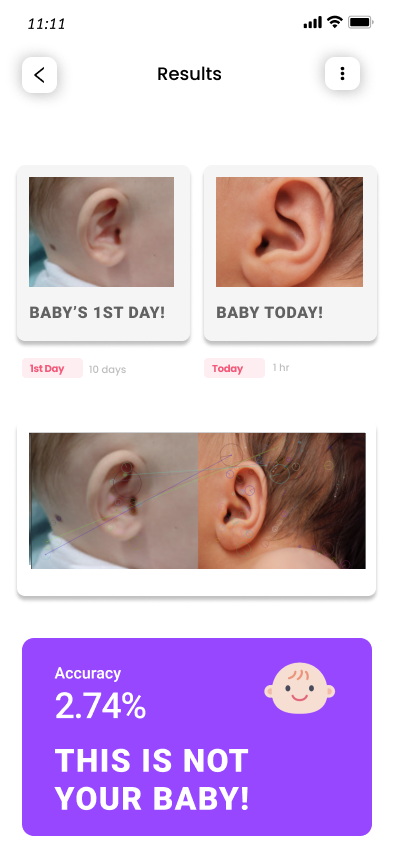 11:11
Results
BABY'S 1ST DAY!
BABY TODAY!
1st Day
10 days
Today
1 hr
Accuracy
2.74%
THIS IS NOT
YOUR BABY!